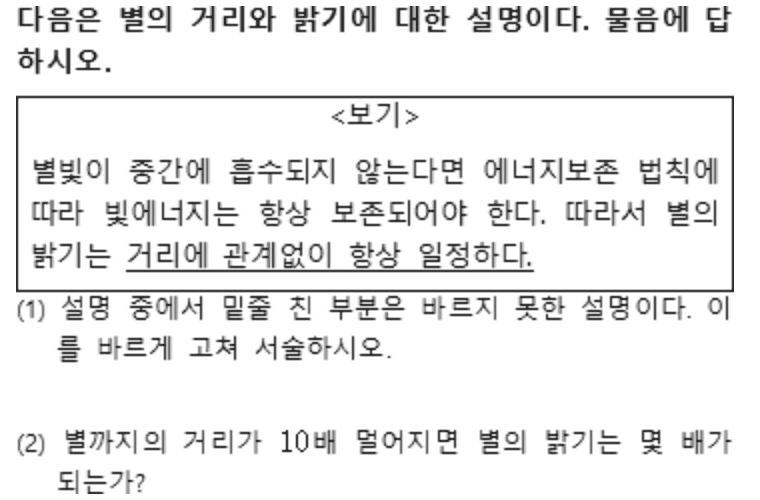 다음은 별의 거리와 밝기에 대한 설명이다. 물음에 답
하시오.
<보기>
별빛이 중간에 흡수되지 않는다면 에너지보존 법칙에
따라 빛에너지는 항상 보존되어야 한다. 따라서 별의
밝기는 거리에 관계없이 항상 일정하다.
(1) 설명 중에서 밑줄 친 부분은 바르지 못한 설명이다. 이
를 바르게 고쳐 서술하시오.
(2) 별까지의 거리가 10배 멀어지면 별의 밝기는 몇 배가
되는가?